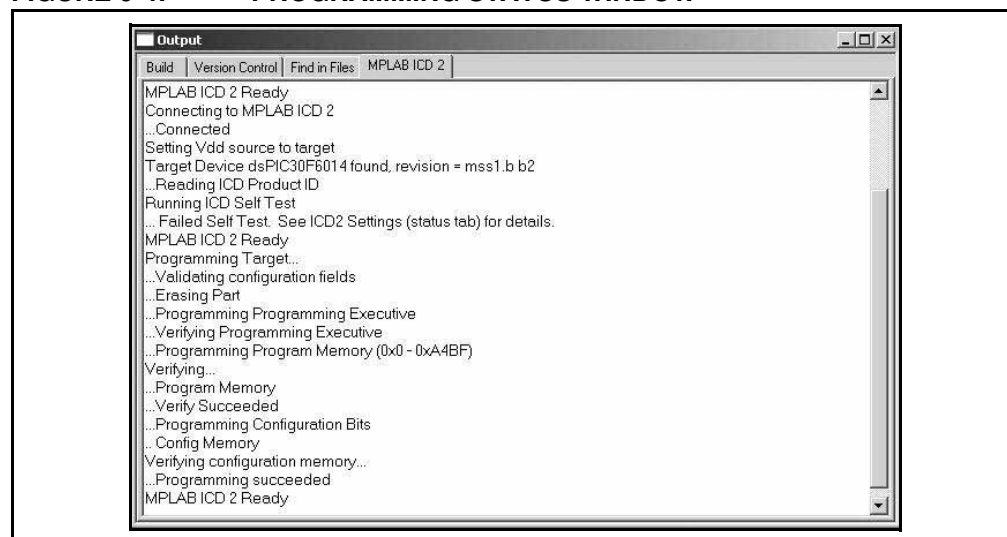 Output
Build Version Control Find in Files MPLAB ICD 2
MPLAB ICD 2 Ready
Connecting to MPLAB ICD 2
...Connected
Setting Vdd source to target
Target Device dsPIC30F6014 found, revision = mss1.b b2
...Reading ICD Product ID
Running ICD Self Test
... Failed Self Test. See ICD2 Settings (status tab) for details.
MPLAB ICD 2 Ready
Programming Target...
...Validating configuration fields
...Erasing Part
...Programming Programming Executive
...Verifying Programming Executive
...Programming Program Memory (0x0 - 0xA4BF)
Verifying...
...Program Memory
...Verify Succeeded
...Programming Configuration Bits
.. Config Memory
Verifying configuration memory...
...Programming succeeded
MPLAB ICD 2 Ready